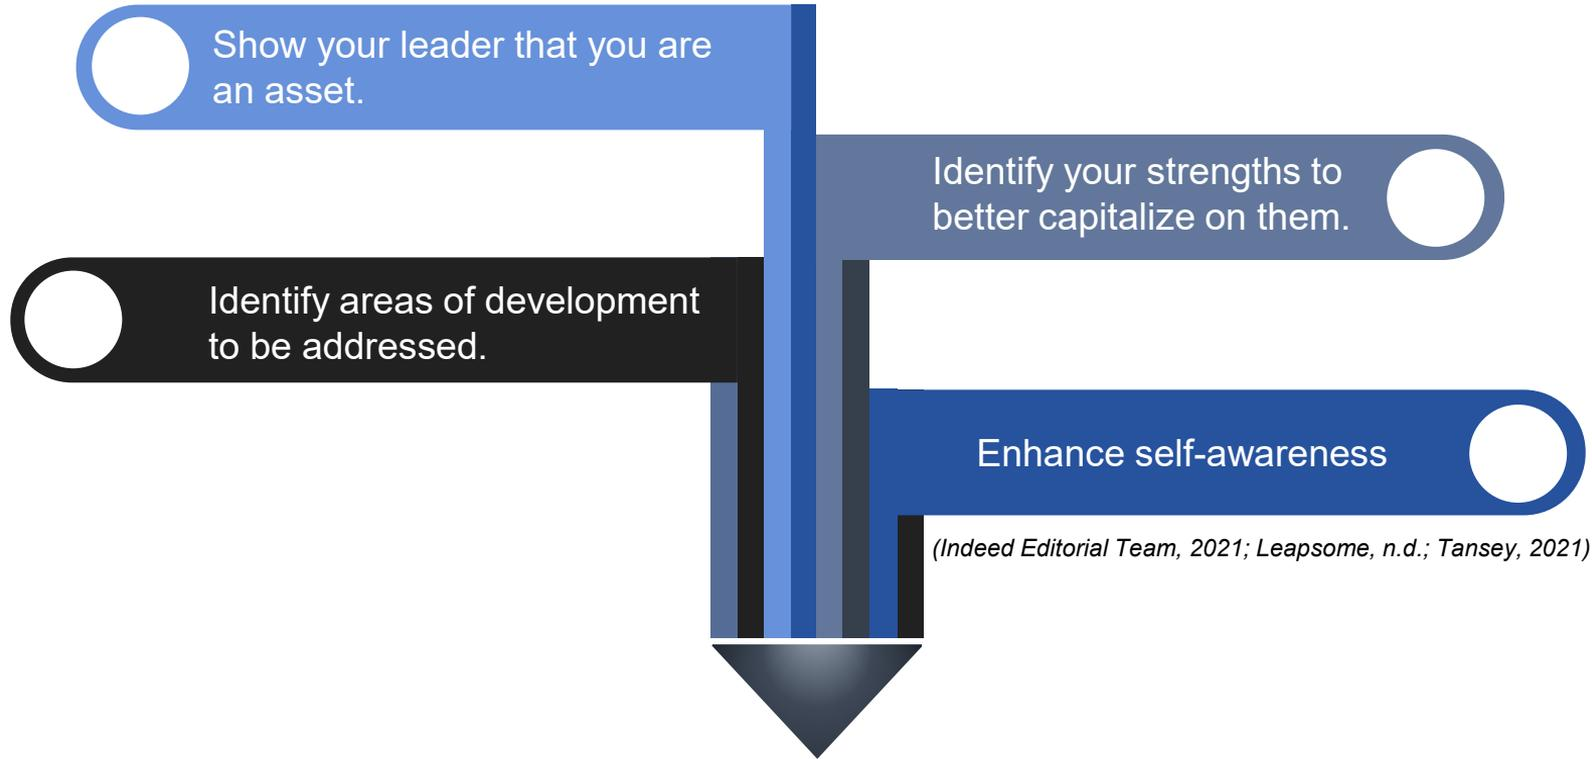 Show your leader that you are
an asset.
Identify your strengths to
better capitalize on them.
Identify areas of development
to be addressed.
Enhance self-awareness
(Indeed Editorial Team, 2021; Leapsome, n.d.; Tansey, 2021)